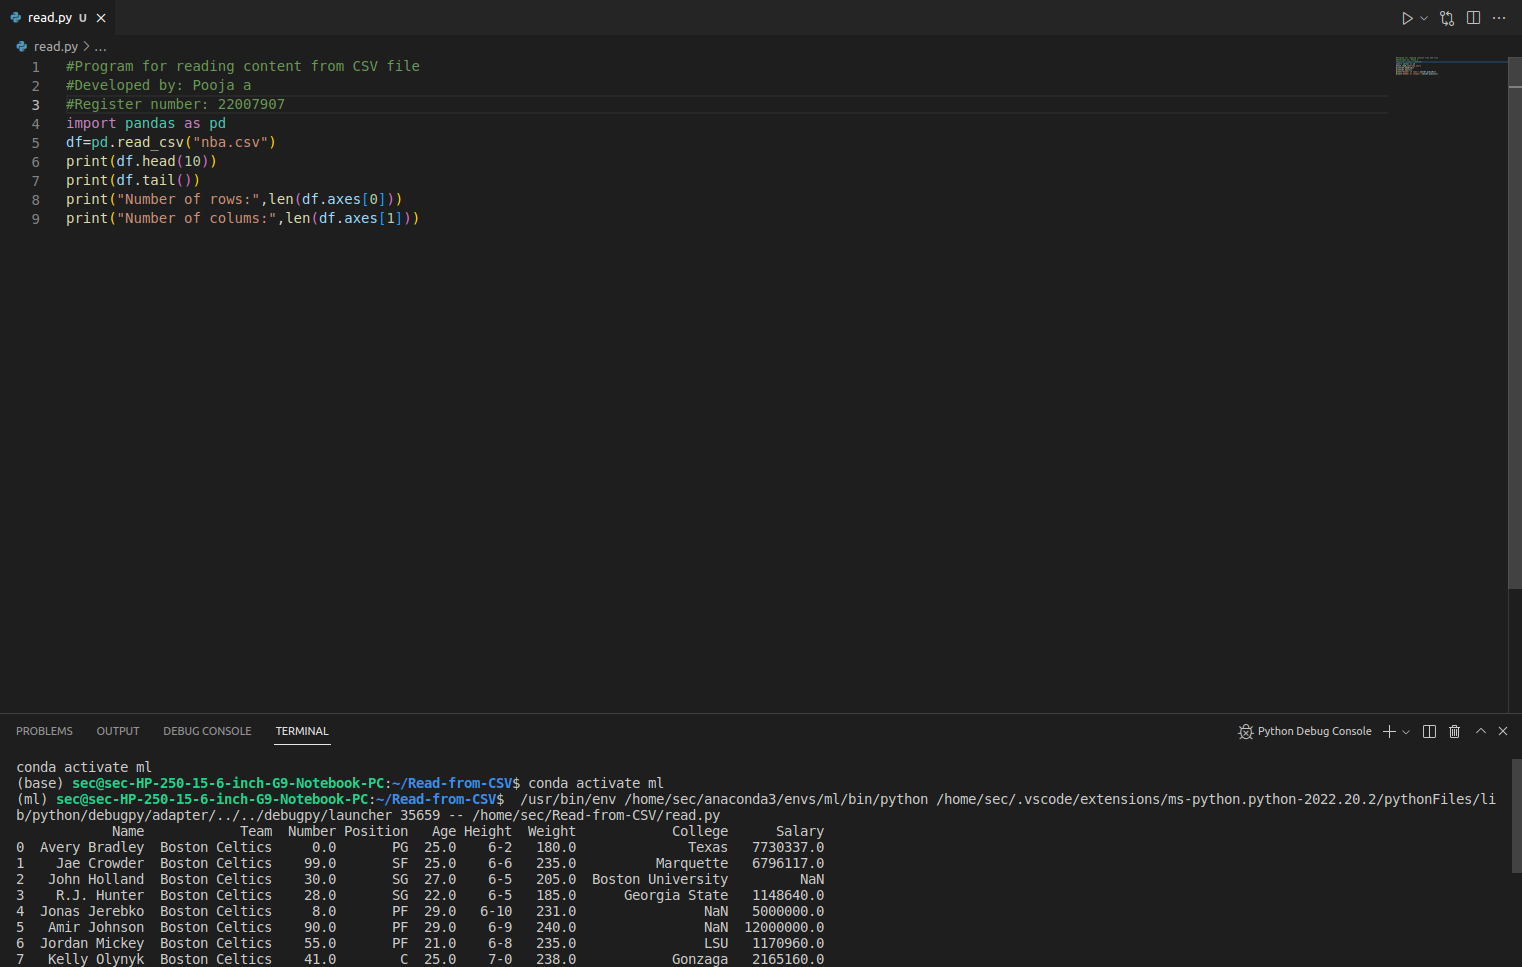 read.py U
read.py > ...
1 #Program for reading content from CSV file
2 #Developed by: Pooja a
3 #Register number: 22007907
4 import pandas as pd
5 df=pd.read_csv("nba.csv")
6 print(df.head(10))
7 print(df.tail())
8 print("Number of rows:",len(df.axes[0]))
9 print("Number of colums:",len(df.axes[1]))
PROBLEMS OUTPUT DEBUG CONSOLE TERMINAL Python Debug Console
conda activate ml
(base) sec@sec-HP-250-15-6-inch-G9-Notebook-PC:~/Read-from-CSV$ conda activate ml
(ml) sec@sec-HP-250-15-6-inch-G9-Notebook-PC:~/Read-from-CSV$  /usr/bin/env /home/sec/anaconda3/envs/ml/bin/python /home/sec/.vscode/extensions/ms-python.python-2022.20.2/pythonFiles/li
b/python/debugpy/adapter/../../debugpy/launcher 35659 -- /home/sec/Read-from-CSV/read.py
Name Team Number Position Age Height Weight College Salary
0 Avery Bradley Boston Celtics 0.0 PG 25.0 6-2 180.0 Texas 7730337.0
1 Jae Crowder Boston Celtics 99.0 SF 25.0 6-6 235.0 Marquette 6796117.0
2 John Holland Boston Celtics 30.0 SG 27.0 6-5 205.0 Boston University NaN
3 R.J. Hunter Boston Celtics 28.0 SG 22.0 6-5 185.0 Georgia State 1148640.0
4 Jonas Jerebko Boston Celtics 8.0 PF 29.0 6-10 231.0 NaN 5000000.0
5 Amir Johnson Boston Celtics 90.0 PF 29.0 6-9 240.0 NaN 12000000.0
6 Jordan Mickey Boston Celtics 55.0 PF 21.0 6-8 235.0 LSU 1170960.0
7 Kelly Olynyk Boston Celtics 41.0 C 25.0 7-0 238.0 Gonzaga 2165160.0